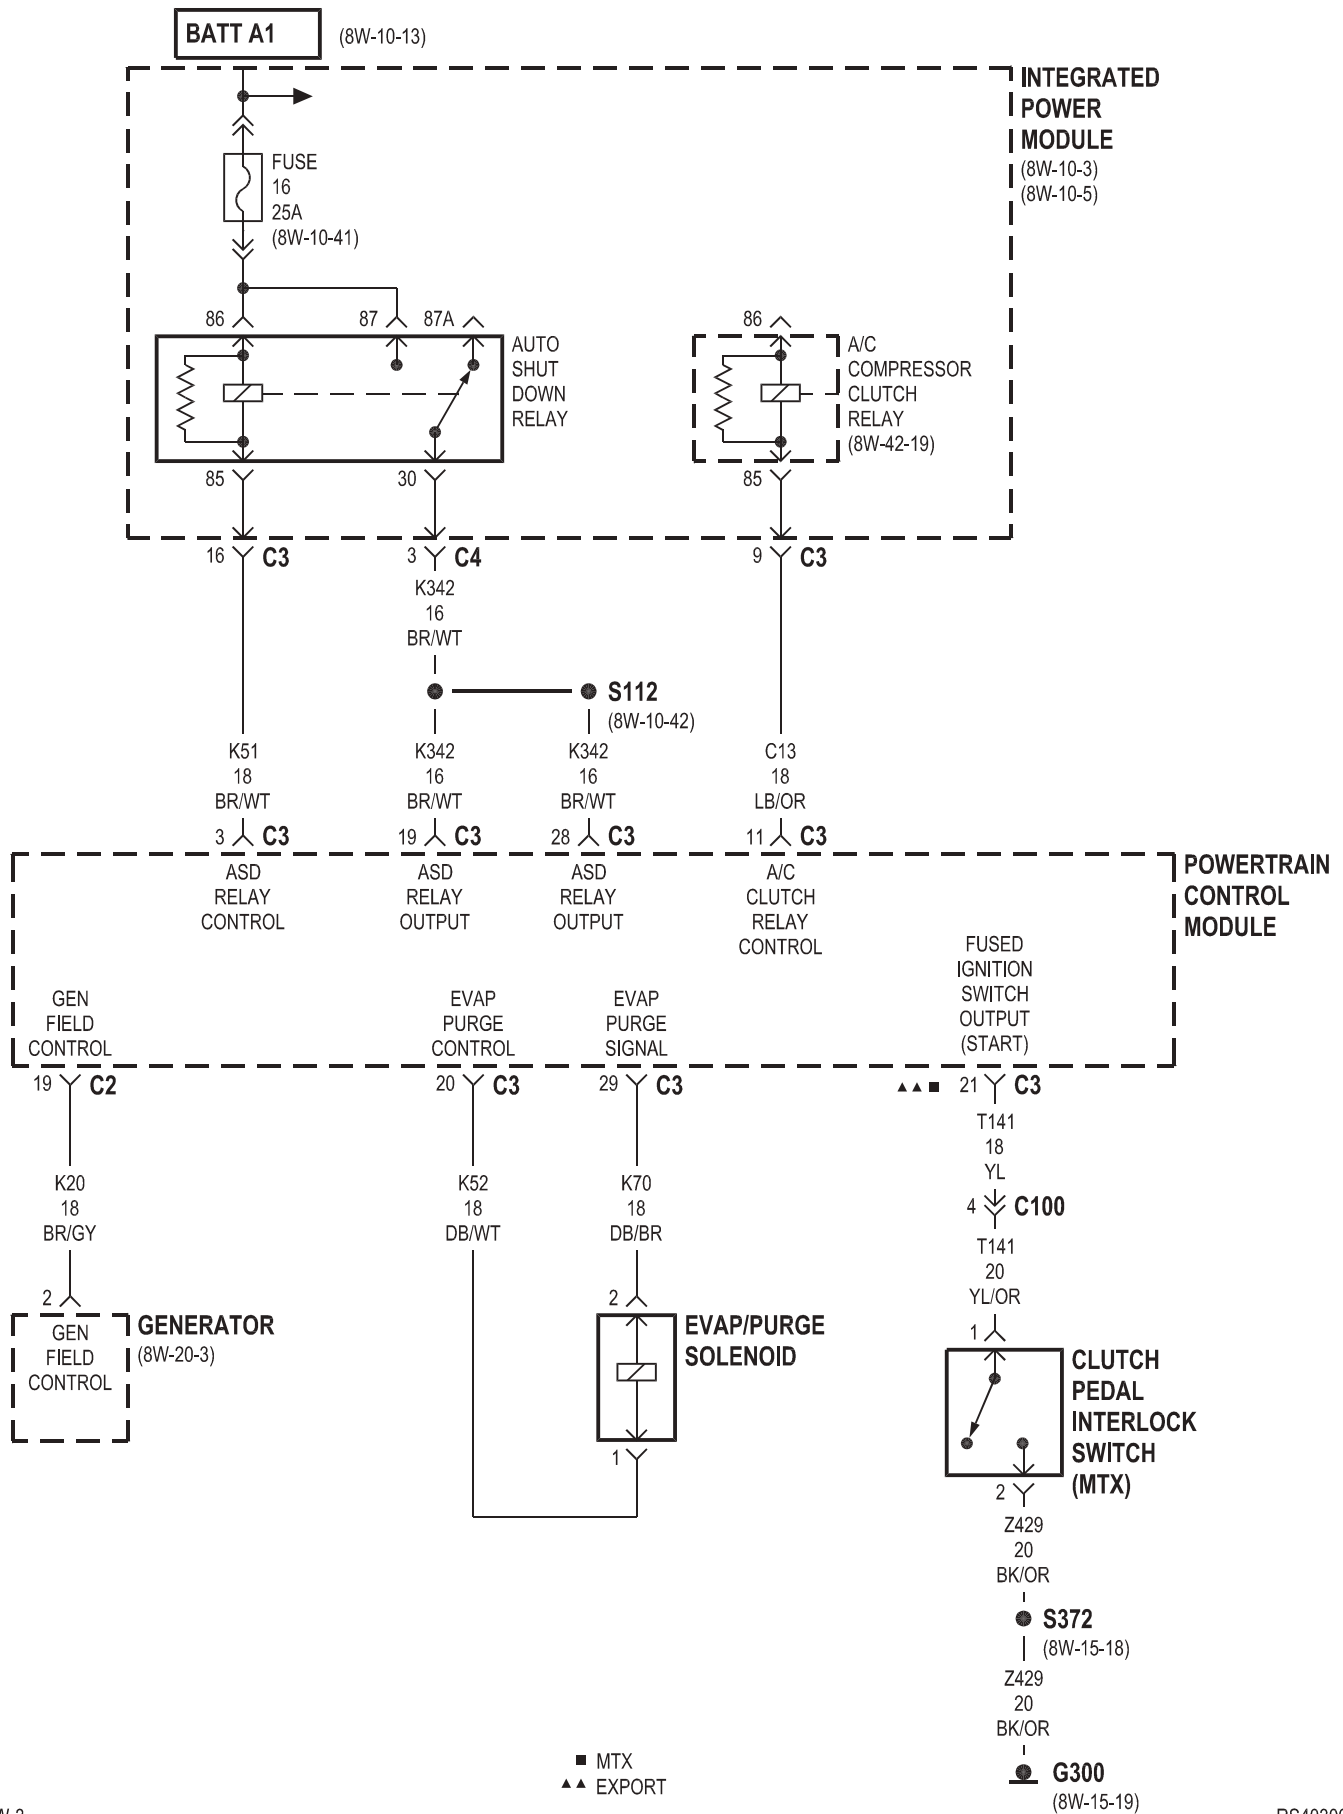 BATT A1 (8W-10-13)
INTEGRATED
POWER
MODULE
(8W-10-3)
(8W-10-5)
FUSE
16
25A
(8W-10-41)
86 87 87A 86
AUTO
SHUT
DOWN
RELAY
A/C
COMPRESSOR
CLUTCH
RELAY
(8W-42-19)
85 30 85
16 C3 3 C4 9 C3
K342
16
BR/WT
S112
(8W-10-42)
K51 K342 K342 C13
18 16 16 18
BR/WT BR/WT BR/WT LB/OR
3 C3 19 C3 28 C3 11 C3
POWERTRAIN
CONTROL
MODULE
ASD
RELAY
CONTROL
ASD
RELAY
OUTPUT
ASD
RELAY
OUTPUT
A/C
CLUTCH
RELAY
CONTROL
FUSED
IGNITION
SWITCH
OUTPUT
(START)
GEN
FIELD
CONTROL
EVAP
PURGE
CONTROL
EVAP
PURGE
SIGNAL
19 C2 20 C3 29 C3 ▲▲■ 21 C3
T141
18
YL
4 C100
T141
20
YL/OR
K20 K52 K70
18 18 18
BR/GY DB/WT DB/BR
2 2 1
GEN
FIELD
CONTROL
GENERATOR
(8W-20-3)
EVAP/PURGE
SOLENOID
1
CLUTCH
PEDAL
INTERLOCK
SWITCH
(MTX)
2
Z429
20
BK/OR
S372
(8W-15-18)
Z429
20
BK/OR
G300
(8W-15-19)
■ MTX
▲▲ EXPORT